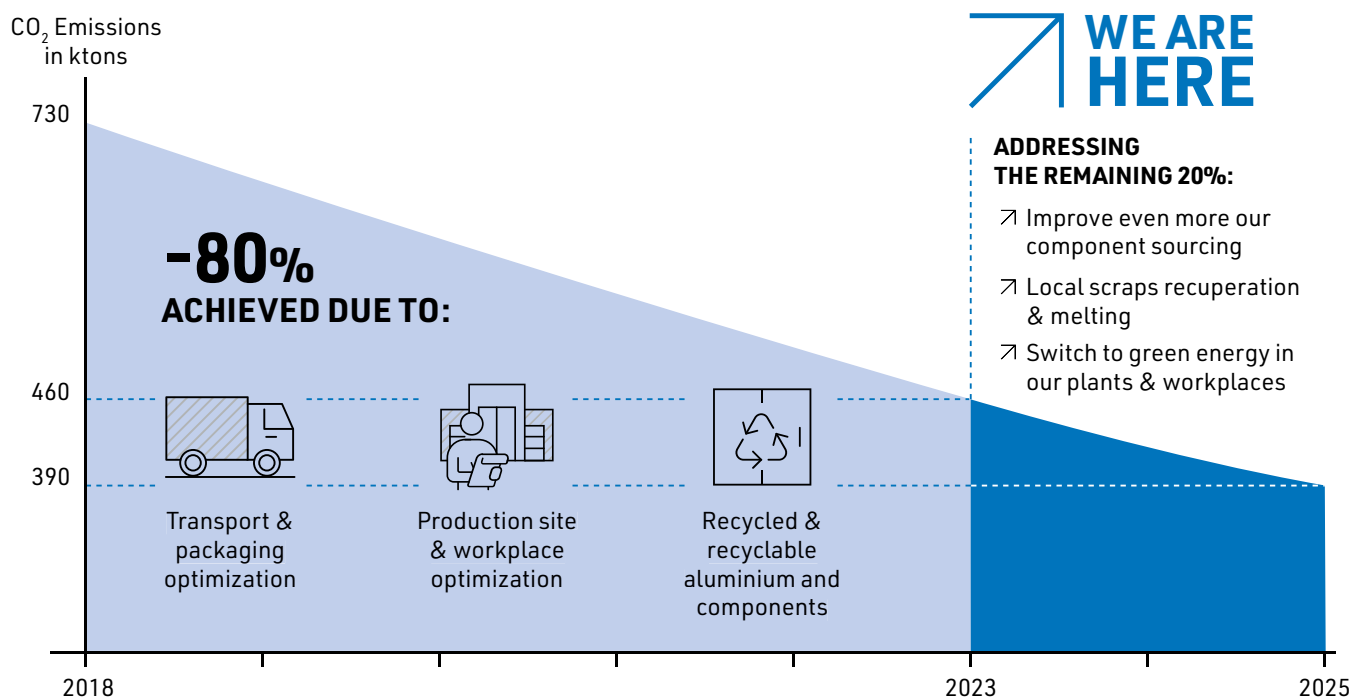 CO₂ Emissions
in ktons
730
460
390
WE ARE
HERE
ADDRESSING
THE REMAINING 20%:
Improve even more our
component sourcing
Local scraps recuperation
& melting
Switch to green energy in
our plants & workplaces
-80%
ACHIEVED DUE TO:
Transport &
packaging
optimization
Production site
& workplace
optimization
Recycled &
recyclable
aluminium and
components
2018
2023
2025